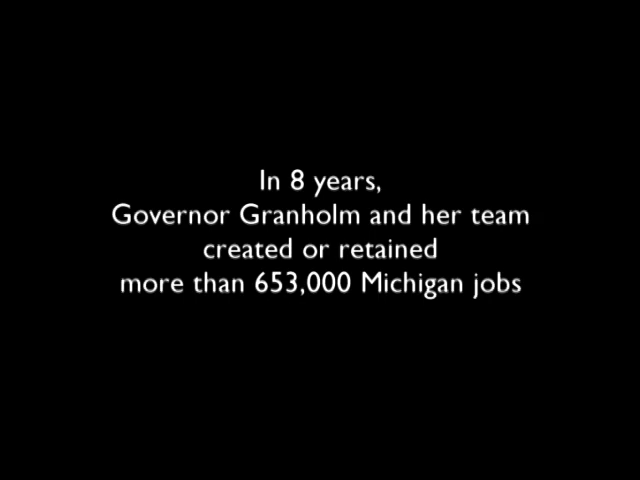 In 8 years,
Governor Granholm and her team
created or retained
more than 653,000 Michigan jobs